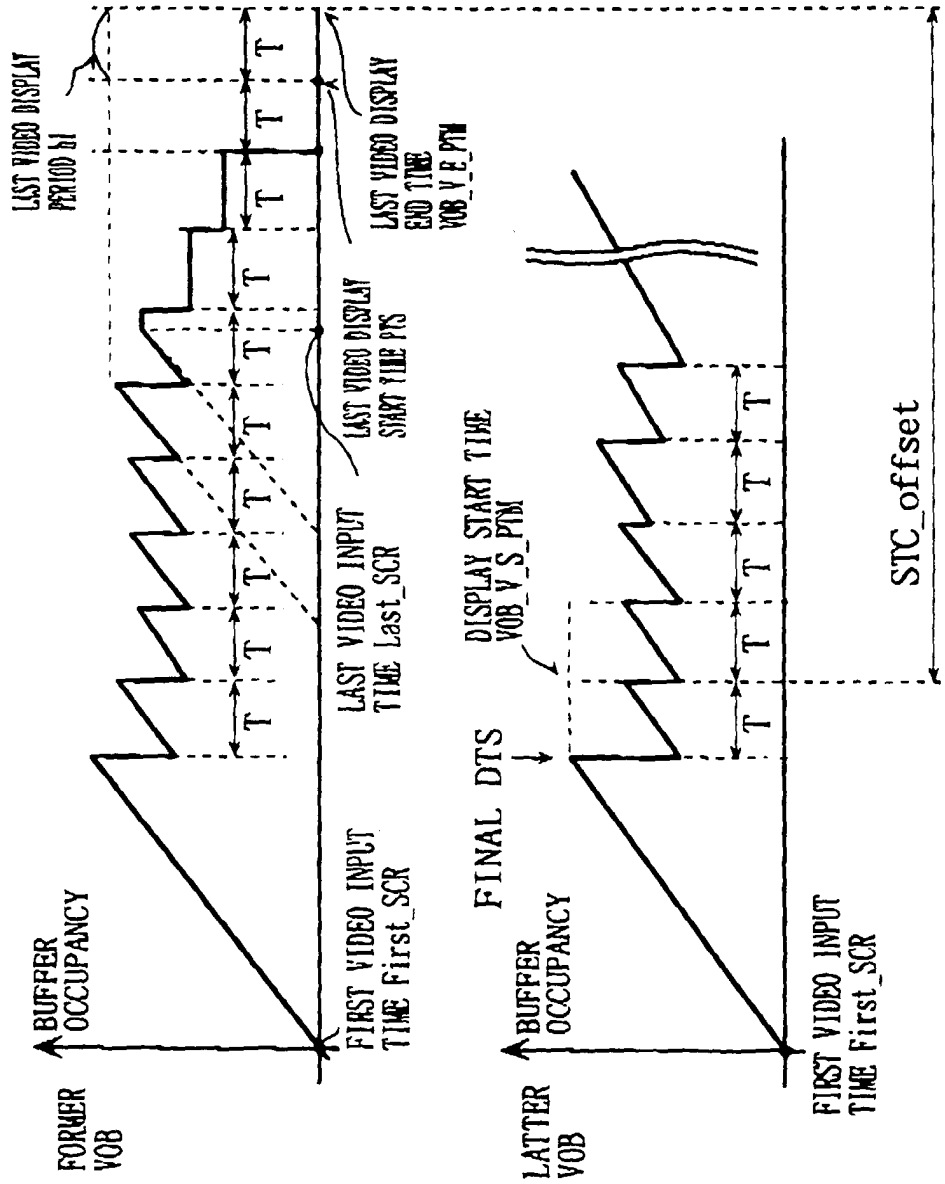 FORMER
VOB
BUFFER
OCCUPANCY
FIRST VIDEO INPUT
TIME First_SCR
T
T
T
T
T
T
T
T
T
T
LAST VIDEO INPUT
TIME Last_SCR
LAST VIDEO DISPLAY
START TIME PTS
LAST VIDEO DISPLAY
END TIME
VOB_V_E_PTM
LAST VIDEO DISPLAY
PERIOD h1
LATTER
VOB
BUFFER
OCCUPANCY
FIRST VIDEO INPUT
TIME First_SCR
FINAL DTS
DISPLAY START TIME
VOB_V_S_PTM
T
T
T
T
T
STC_offset